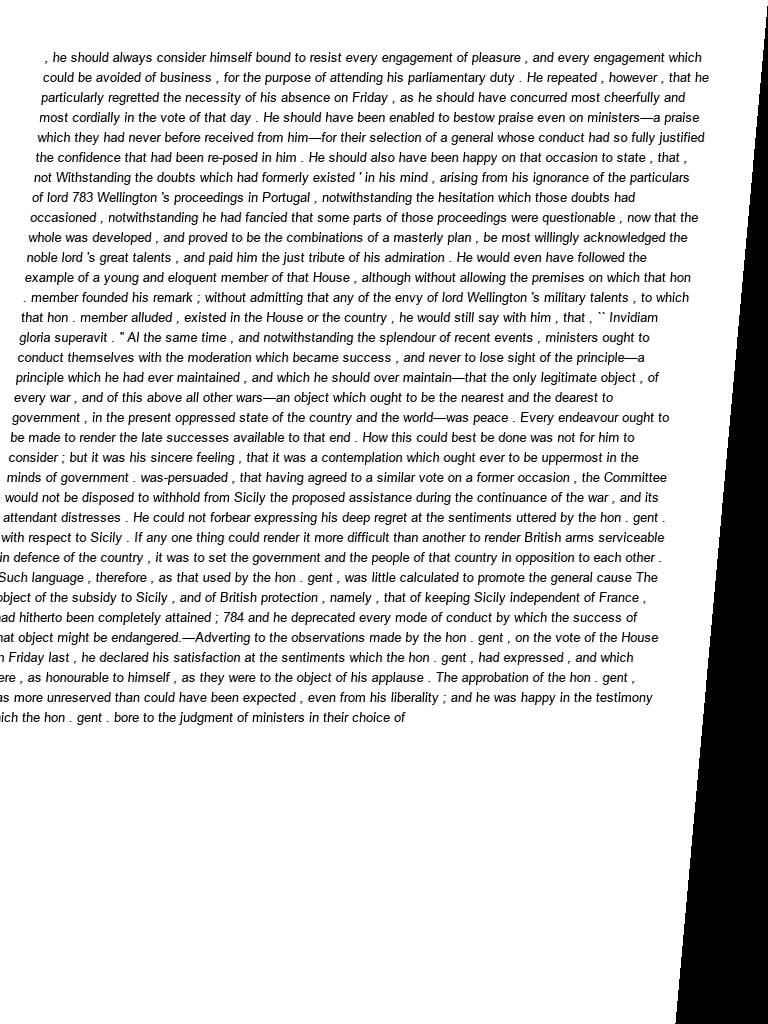 , he should always consider himself bound to resist every engagement of pleasure , and every engagement which
could be avoided of business , for the purpose of attending his parliamentary duty . He repeated , however , that he
particularly regretted the necessity of his absence on Friday , as he should have concurred most cheerfully and
most cordially in the vote of that day . He should have been enabled to bestow praise even on ministers—a praise
which they had never before received from him—for their selection of a general whose conduct had so fully justified
the confidence that had been re-posed in him . He should also have been happy on that occasion to state , that ,
not Withstanding the doubts which had formerly existed ' in his mind , arising from his ignorance of the particulars
of lord 783 Wellington 's proceedings in Portugal , notwithstanding the hesitation which those doubts had
occasioned , notwithstanding he had fancied that some parts of those proceedings were questionable , now that the
whole was developed , and proved to be the combinations of a masterly plan , be most willingly acknowledged the
noble lord 's great talents , and paid him the just tribute of his admiration . He would even have followed the
example of a young and eloquent member of that House , although without allowing the premises on which that hon
. member founded his remark ; without admitting that any of the envy of lord Wellington 's military talents , to which
that hon . member alluded , existed in the House or the country , he would still say with him , that , `` Invidiam
gloria superavit . " Al the same time , and notwithstanding the splendour of recent events , ministers ought to
conduct themselves with the moderation which became success , and never to lose sight of the principle—a
principle which he had ever maintained , and which he should over maintain—that the only legitimate object , of
every war , and of this above all other wars—an object which ought to be the nearest and the dearest to
government , in the present oppressed state of the country and the world—was peace . Every endeavour ought to
be made to render the late successes available to that end . How this could best be done was not for him to
consider ; but it was his sincere feeling , that it was a contemplation which ought ever to be uppermost in the
minds of government . was-persuaded , that having agreed to a similar vote on a former occasion , the Committee
would not be disposed to withhold from Sicily the proposed assistance during the continuance of the war , and its
attendant distresses . He could not forbear expressing his deep regret at the sentiments uttered by the hon . gent .
with respect to Sicily . If any one thing could render it more difficult than another to render British arms serviceable
in defence of the country , it was to set the government and the people of that country in opposition to each other .
Such language , therefore , as that used by the hon . gent , was little calculated to promote the general cause The
object of the subsidy to Sicily , and of British protection , namely , that of keeping Sicily independent of France ,
had hitherto been completely attained ; 784 and he deprecated every mode of conduct by which the success of
that object might be endangered.—Adverting to the observations made by the hon . gent , on the vote of the House
Friday last , he declared his satisfaction at the sentiments which the hon . gent , had expressed , and which
, as honourable to himself , as they were to the object of his applause . The approbation of the hon . gent ,
more unreserved than could have been expected , even from his liberality ; and he was happy in the testimony
the hon . gent . bore to the judgment of ministers in their choice of